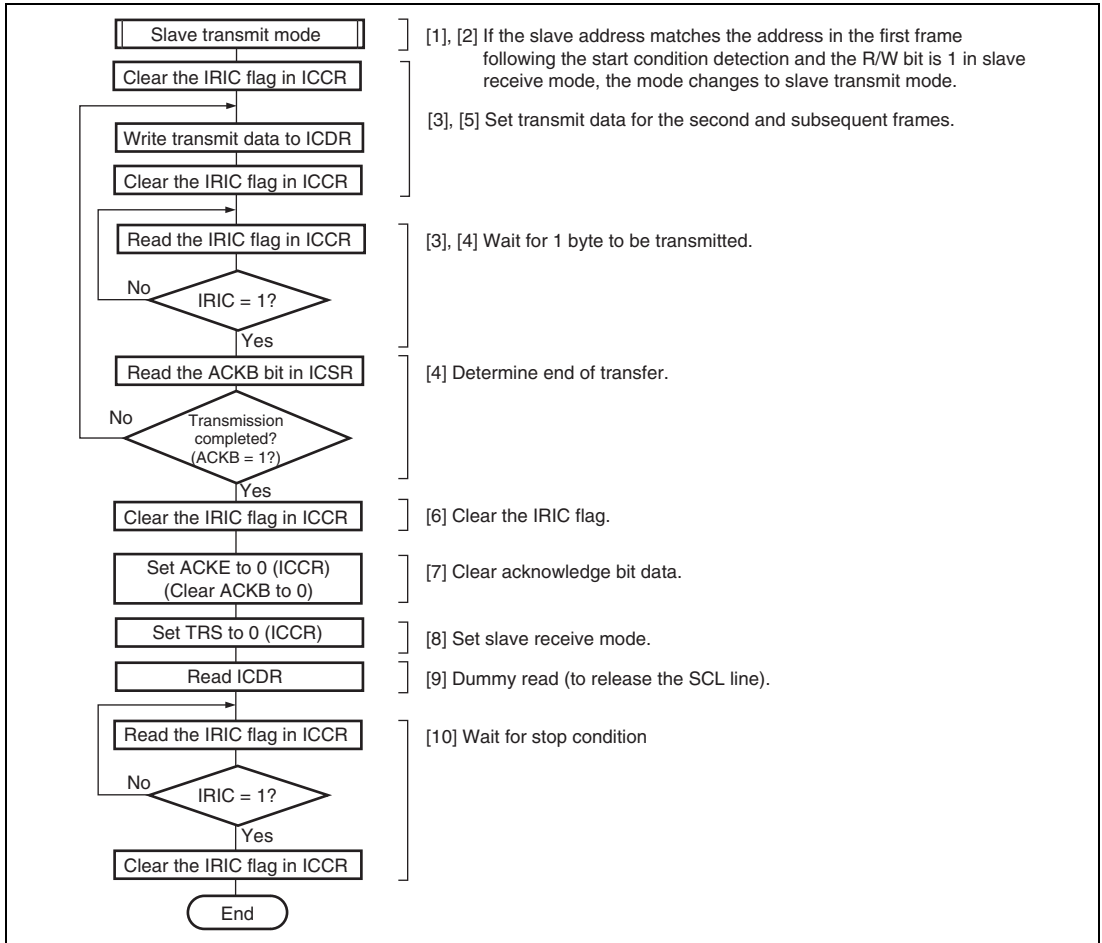 Slave transmit mode
[1], [2] If the slave address matches the address in the first frame
following the start condition detection and the R/W bit is 1 in slave
receive mode, the mode changes to slave transmit mode.
Clear the IRIC flag in ICCR
[3], [5] Set transmit data for the second and subsequent frames.
Write transmit data to ICDR
Clear the IRIC flag in ICCR
Read the IRIC flag in ICCR
[3], [4] Wait for 1 byte to be transmitted.
No
IRIC = 1?
Yes
Read the ACKB bit in ICSR
[4] Determine end of transfer.
No
Transmission
completed?
(ACKB = 1?)
Yes
Clear the IRIC flag in ICCR
[6] Clear the IRIC flag.
Set ACKE to 0 (ICCR)
(Clear ACKB to 0)
[7] Clear acknowledge bit data.
Set TRS to 0 (ICCR)
[8] Set slave receive mode.
Read ICDR
[9] Dummy read (to release the SCL line).
Read the IRIC flag in ICCR
[10] Wait for stop condition
No
IRIC = 1?
Yes
Clear the IRIC flag in ICCR
End